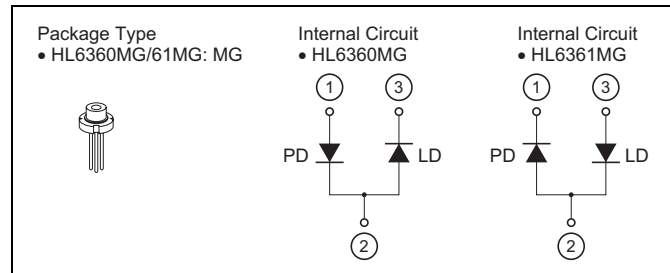 Package Type
• HL6360MG/61MG: MG
Internal Circuit
• HL6360MG
1 3
PD LD
2
Internal Circuit
• HL6361MG
1 3
PD LD
2